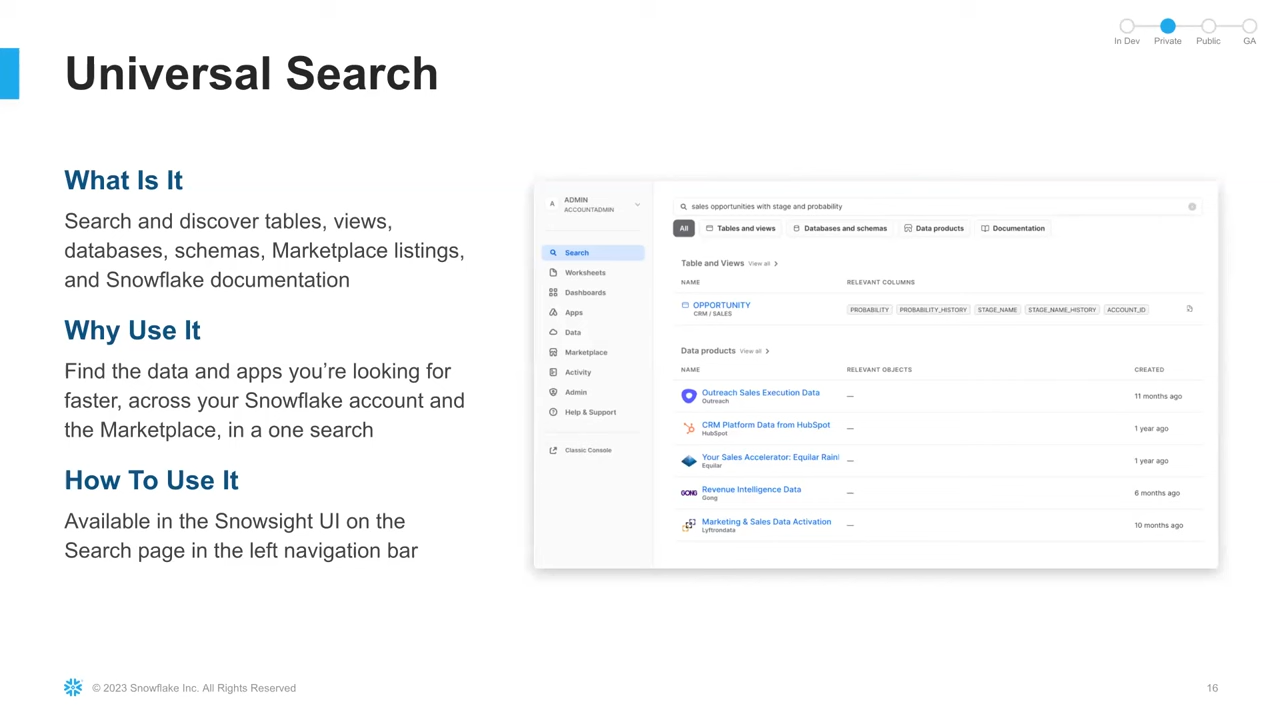 In Dev Private Public GA
Universal Search
What Is It
Search and discover tables, views,
databases, schemas, Marketplace listings,
and Snowflake documentation
Why Use It
Find the data and apps you’re looking for
faster, across your Snowflake account and
the Marketplace, in a one search
How To Use It
Available in the Snowsight UI on the
Search page in the left navigation bar
A
ADMIN
ACCOUNTADMIN
Search
Worksheets
Dashboards
Apps
Data
Marketplace
Activity
Admin
Help & Support
Classic Console
sales opportunities with stage and probability
All Tables and views Databases and schemas Data products Documentation
Table and Views View all
NAME RELEVANT COLUMNS
OPPORTUNITY PROBABILITY PROBABILITY_HISTORY STAGE_NAME STAGE_NAME_HISTORY ACCOUNT_ID
CRM / SALES
Data products View all
NAME RELEVANT OBJECTS CREATED
Outreach Sales Execution Data — 11 months ago
Outreach
CRM Platform Data from HubSpot — 1 year ago
HubSpot
Your Sales Accelerator: Equilar Rain — 1 year ago
Equilar
GONG Revenue Intelligence Data — 6 months ago
Gong
Marketing & Sales Data Activation — 10 months ago
Lyftrondata
© 2023 Snowflake Inc. All Rights Reserved
16